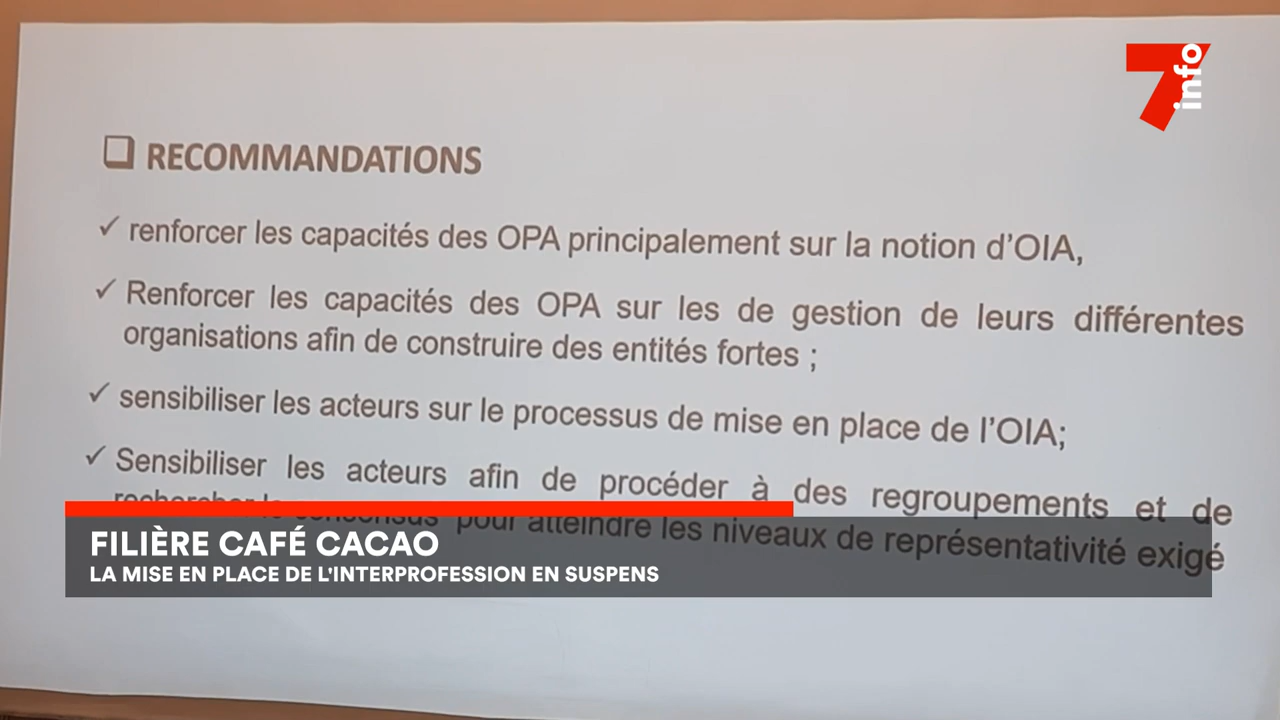 7 info
RECOMMANDATIONS
renforcer les capacités des OPA principalement sur la notion d'OIA,
Renforcer les capacités des OPA sur les de gestion de leurs différentes
organisations afin de construire des entités fortes ;
sensibiliser les acteurs sur le processus de mise en place de l'OIA;
Sensibiliser les acteurs afin de procéder à des regroupements et de
rechercher le consensus pour atteindre les niveaux de représentativité exigé
FILIÈRE CAFÉ CACAO
LA MISE EN PLACE DE L'INTERPROFESSION EN SUSPENS